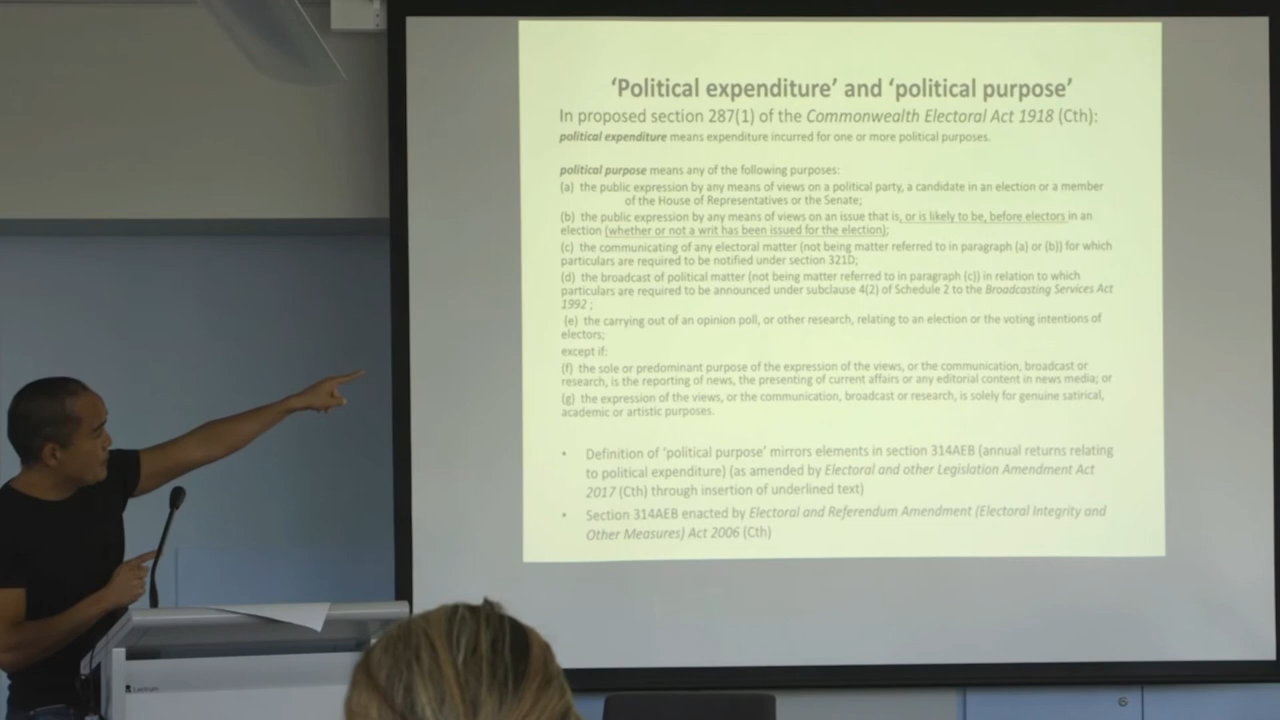 ‘Political expenditure’ and ‘political purpose’
In proposed section 287(1) of the Commonwealth Electoral Act 1918 (Cth):
political expenditure means expenditure incurred for one or more political purposes.
political purpose means any of the following purposes:
(a) the public expression by any means of views on a political party, a candidate in an election or a member
of the House of Representatives or the Senate;
(b) the public expression by any means of views on an issue that is, or is likely to be, before electors in an
election (whether or not a writ has been issued for the election);
(c) the communicating of any electoral matter (not being matter referred to in paragraph (a) or (b)) for which
particulars are required to be notified under section 321D;
(d) the broadcast of political matter (not being matter referred to in paragraph (c)) in relation to which
particulars are required to be announced under subclause 4(2) of Schedule 2 to the Broadcasting Services Act
1992 ;
(e) the carrying out of an opinion poll, or other research, relating to an election or the voting intentions of
electors;
except if:
(f) the sole or predominant purpose of the expression of the views, or the communication, broadcast or
research, is the reporting of news, the presenting of current affairs or any editorial content in news media; or
(g) the expression of the views, or the communication, broadcast or research, is solely for genuine satirical,
academic or artistic purposes.
• Definition of ‘political purpose’ mirrors elements in section 314AEB (annual returns relating
to political expenditure) (as amended by Electoral and other Legislation Amendment Act
2017 (Cth) through insertion of underlined text)
• Section 314AEB enacted by Electoral and Referendum Amendment (Electoral Integrity and
Other Measures) Act 2006 (Cth)
Lectrum